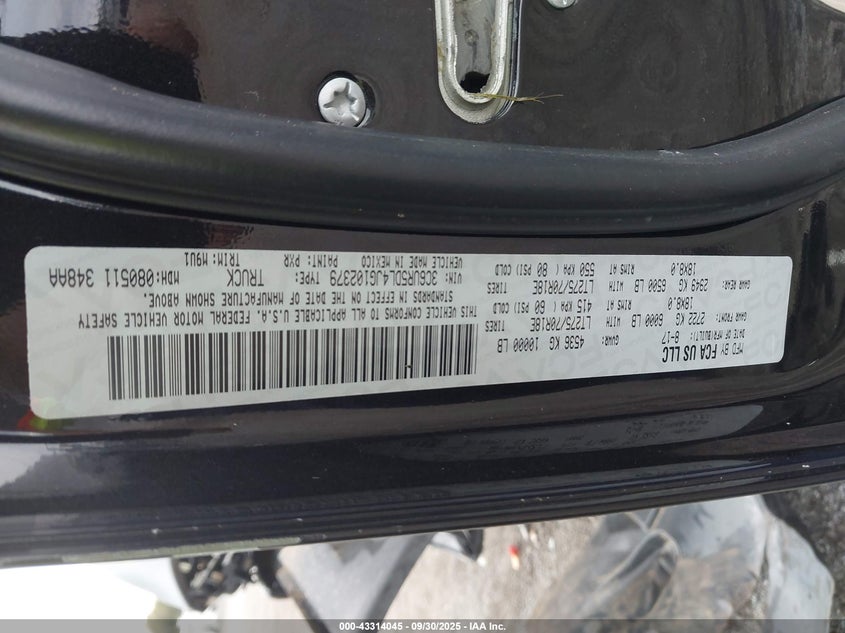 MFD BY FCA US LLC
DATE OF MFR/BUILT: 8-17 GVWR: 4536 KG 10000 LB
GAWR FRONT: 2722 KG 6000 LB WITH LT275/70R18E TIRES
18X8.0 RIMS AT 415 KPA( 60 PSI) COLD
GAWR REAR: 2949 KG 6500 LB WITH LT275/70R18E TIRES
18X8.0 RIMS AT 550 KPA( 80 PSI) COLD
THIS VEHICLE CONFORMS TO ALL APPLICABLE U.S.A. FEDERAL MOTOR VEHICLE SAFETY
STANDARDS IN EFFECT ON THE DATE OF MANUFACTURE SHOWN ABOVE.
VIN: 3C6UR5DL4JG102379 TYPE: TRUCK MDH: 080511 348AA
VEHICLE MADE IN MEXICO PAINT: PXR TRIM: M9U1
000-43314045 - 09/30/2025 - IAA Inc.